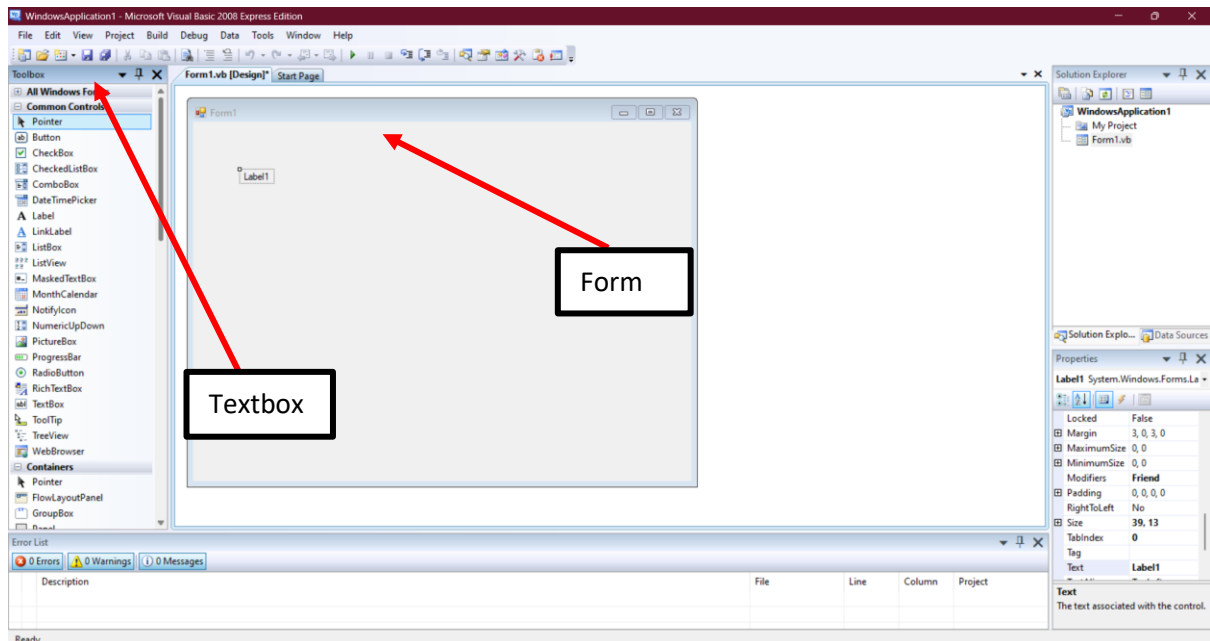 WindowsApplication1 - Microsoft Visual Basic 2008 Express Edition
File Edit View Project Build Debug Data Tools Window Help
Toolbox
All Windows Fo
Common Controls
Pointer
Button
CheckBox
CheckedListBox
ComboBox
DateTimePicker
Label
LinkLabel
ListBox
ListView
MaskedTextBox
MonthCalendar
NotifyIcon
NumericUpDown
PictureBox
ProgressBar
RadioButton
RichTextBox
TextBox
ToolTip
TreeView
WebBrowser
Containers
Pointer
FlowLayoutPanel
GroupBox
Panel
Form1.vb [Design]* Start Page
Form1
Label1
Form
Textbox
Solution Explorer
WindowsApplication1
My Project
Form1.vb
Solution Explo... Data Sources
Properties
Label1 System.Windows.Forms.La
Locked False
Margin 3, 0, 3, 0
MaximumSize 0, 0
MinimumSize 0, 0
Modifiers Friend
Padding 0, 0, 0, 0
RightToLeft No
Size 39, 13
TabIndex 0
Tag
Text Label1
Text
The text associated with the control.
Error List
0 Errors 0 Warnings 0 Messages
Description File Line Column Project
Ready